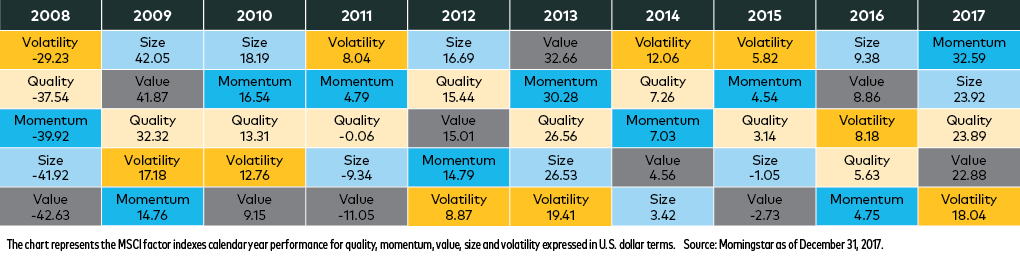 2008 2009 2010 2011 2012 2013 2014 2015 2016 2017
Volatility Size Size Volatility Size Value Volatility Volatility Size Momentum
-29.23 42.05 18.19 8.04 16.69 32.66 12.06 5.82 9.38 32.59
Quality Value Momentum Momentum Quality Momentum Quality Momentum Value Size
-37.54 41.87 16.54 4.79 15.44 30.28 7.26 4.54 8.86 23.92
Momentum Quality Quality Quality Value Quality Momentum Quality Volatility Quality
-39.92 32.32 13.31 -0.06 15.01 26.56 7.03 3.14 8.18 23.89
Size Volatility Volatility Size Momentum Size Value Size Quality Value
-41.92 17.18 12.76 -9.34 14.79 26.53 4.56 -1.05 5.63 22.88
Value Momentum Value Value Volatility Volatility Size Value Momentum Volatility
-42.63 14.76 9.15 -11.05 8.87 19.41 3.42 -2.73 4.75 18.04
The chart represents the MSCI factor indexes calendar year performance for quality, momentum, value, size and volatility expressed in U.S. dollar terms. Source: Morningstar as of December 31, 2017.